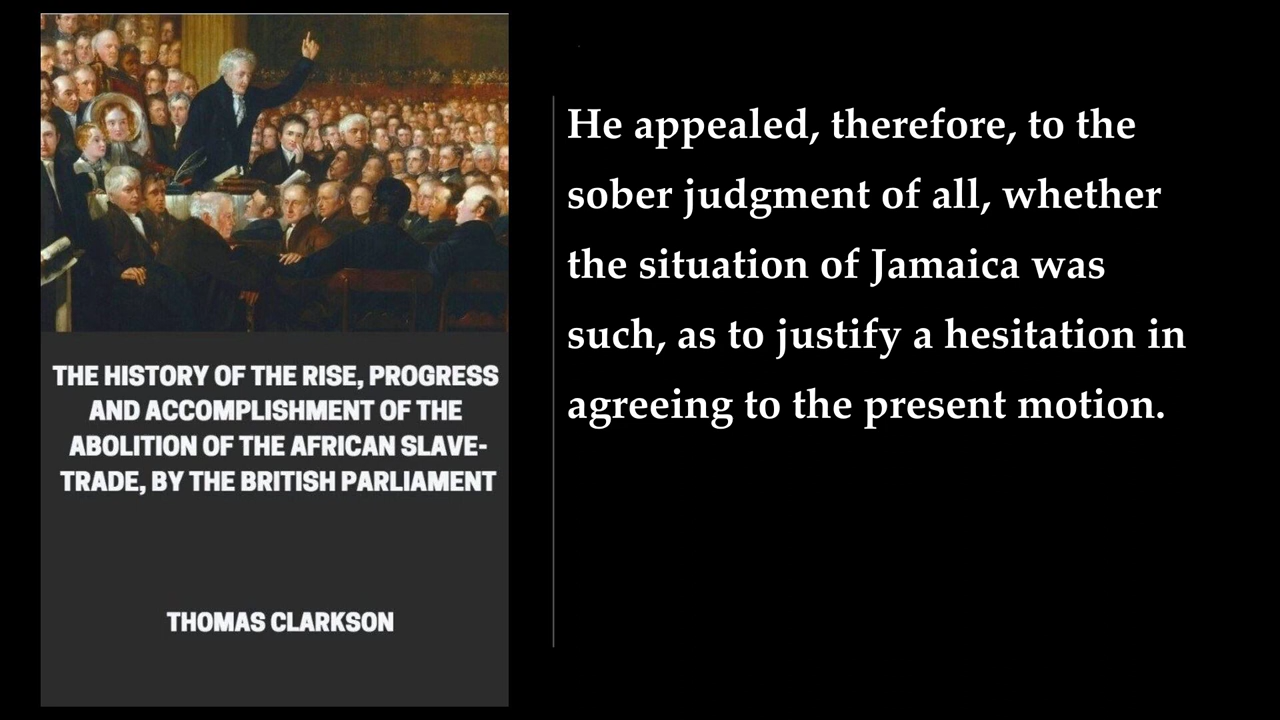 THE HISTORY OF THE RISE, PROGRESS
AND ACCOMPLISHMENT OF THE
ABOLITION OF THE AFRICAN SLAVE-
TRADE, BY THE BRITISH PARLIAMENT
THOMAS CLARKSON
He appealed, therefore, to the
sober judgment of all, whether
the situation of Jamaica was
such, as to justify a hesitation in
agreeing to the present motion.